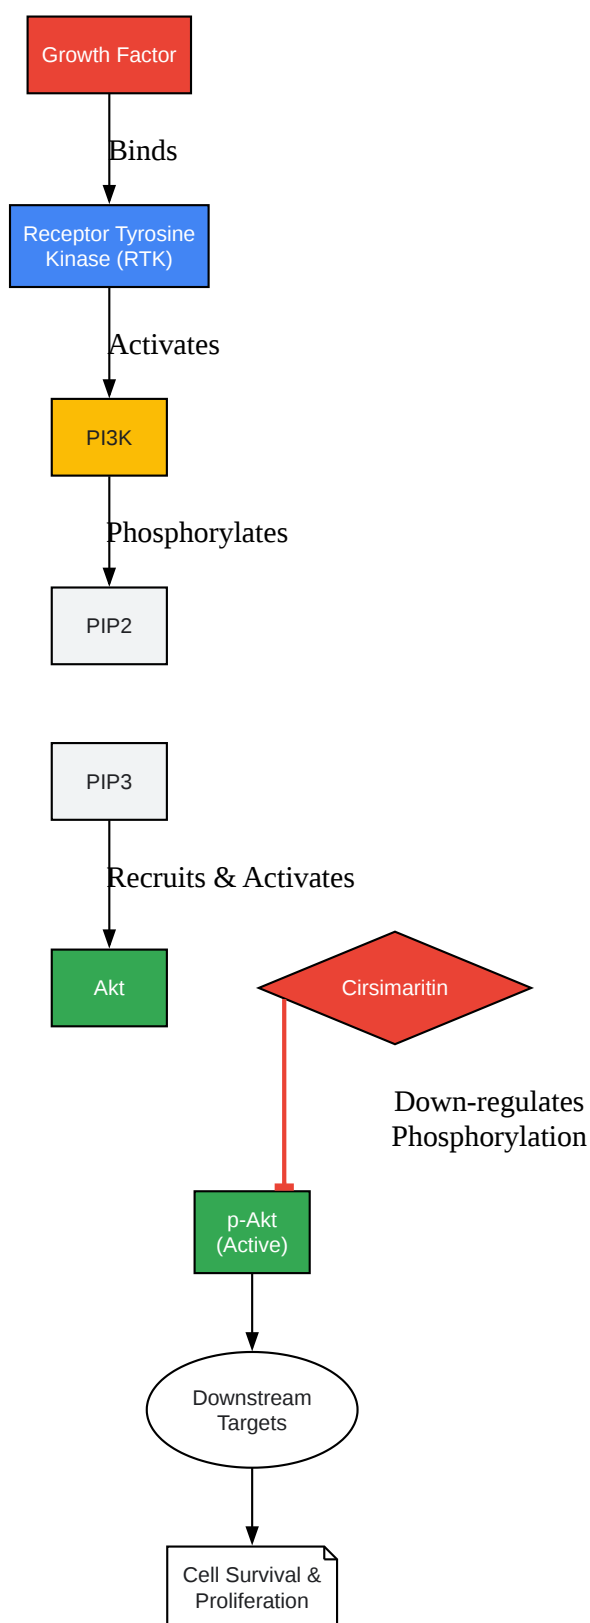 Growth Factor
Binds
Receptor Tyrosine
Kinase (RTK)
Activates
PI3K
Phosphorylates
PIP2
PIP3
Recruits & Activates
Akt
Cirsimaritin
Down-regulates
Phosphorylation
p-Akt
(Active)
Downstream
Targets
Cell Survival &
Proliferation